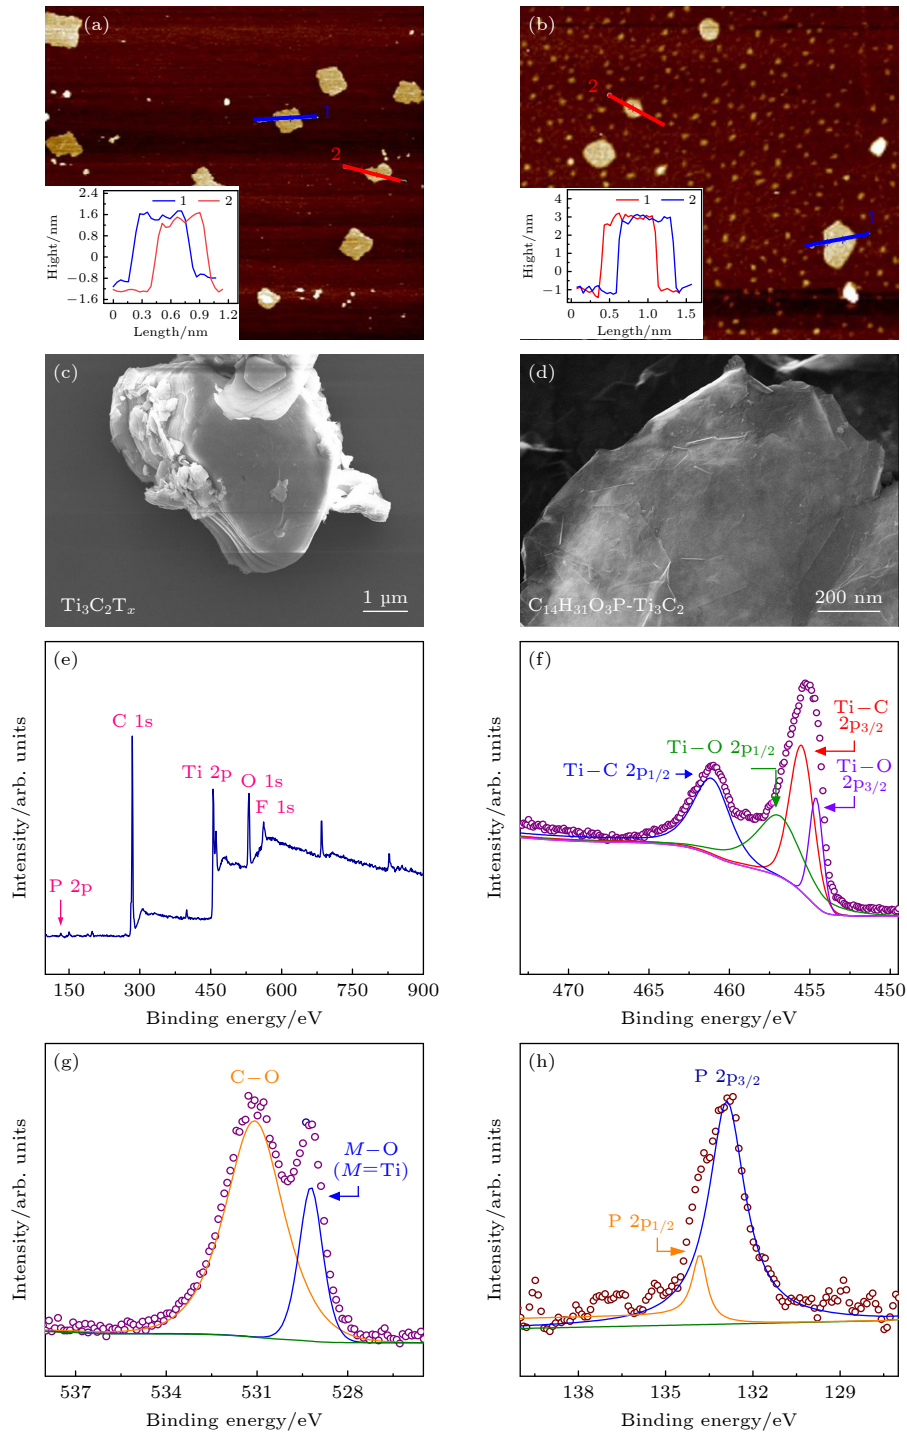 (a)
1
2
1 2
Hight/nm
2.4
1.6
0.8
0
−0.8
−1.6
0 0.3 0.6 0.9 1.2
Length/nm
(b)
2
1
1 2
Hight/nm
4
3
2
1
0
−1
0 0.5 1.0 1.5
Length/nm
(c)
Ti₃C₂Tₓ
1 μm
(d)
C₁₄H₃₁O₃P-Ti₃C₂
200 nm
(e)
C 1s
Ti 2p
O 1s
F 1s
P 2p
Intensity/arb. units
150 300 450 600 750 900
Binding energy/eV
(f)
Ti−C
2p₃/₂
Ti−O 2p₁/₂
Ti−C 2p₁/₂
Ti−O
2p₃/₂
Intensity/arb. units
470 465 460 455 450
Binding energy/eV
(g)
C−O
M−O
(M=Ti)
Intensity/arb. units
537 534 531 528
Binding energy/eV
(h)
P 2p₃/₂
P 2p₁/₂
Intensity/arb. units
138 135 132 129
Binding energy/eV